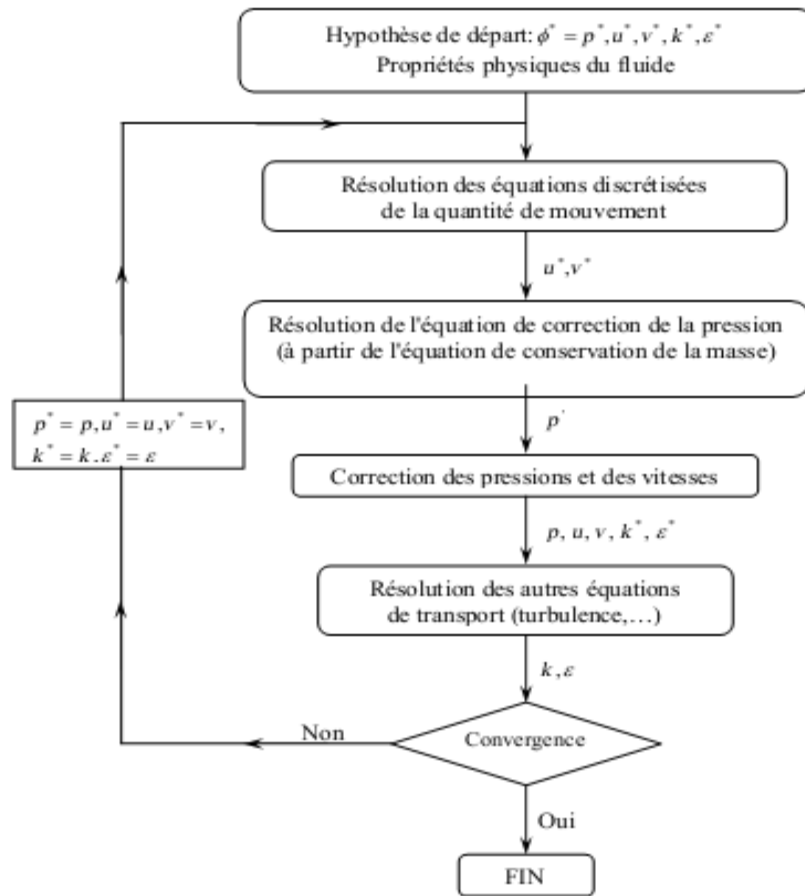 Hypothèse de départ: ϕ* = p*,u*,v*,k*,ε*
Propriétés physiques du fluide
Résolution des équations discrétisées
de la quantité de mouvement
u*,v*
Résolution de l'équation de correction de la pression
(à partir de l'équation de conservation de la masse)
p'
Correction des pressions et des vitesses
p, u, v, k*, ε*
Résolution des autres équations
de transport (turbulence,…)
k,ε
Convergence
Non
p* = p,u* = u,v* = v,
k* = k.ε* = ε
Oui
FIN